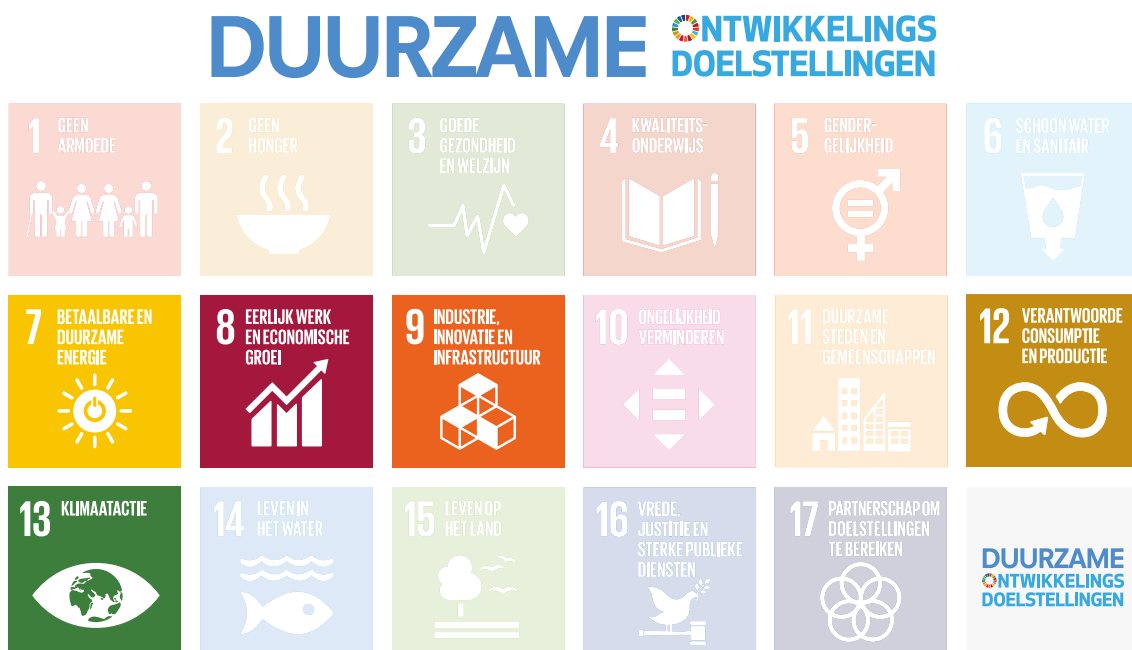 DUURZAME
ONTWIKKELINGS
DOELSTELLINGEN
1 GEEN
ARMOEDE
2 GEEN
HONGER
3 GOEDE
GEZONDHEID
EN WELZIJN
4 KWALITEITS-
ONDERWIJS
5 GENDER-
GELIJKHEID
6 SCHOON WATER
EN SANITAIR
7 BETAALBARE EN
DUURZAME
ENERGIE
8 EERLIJK WERK
EN ECONOMISCHE
GROEI
9 INDUSTRIE,
INNOVATIE EN
INFRASTRUCTUUR
10 ONGELIJKHEID
VERMINDEREN
11 DUURZAME
STEDEN EN
GEMEENSCHAPPEN
12 VERANTWOORDE
CONSUMPTIE
EN PRODUCTIE
13 KLIMAATACTIE
14 LEVEN IN
HET WATER
15 LEVEN OP
HET LAND
16 VREDE,
JUSTITIE EN
STERKE PUBLIEKE
DIENSTEN
17 PARTNERSCHAP OM
DOELSTELLINGEN
TE BEREIKEN
DUURZAME
ONTWIKKELINGS
DOELSTELLINGEN